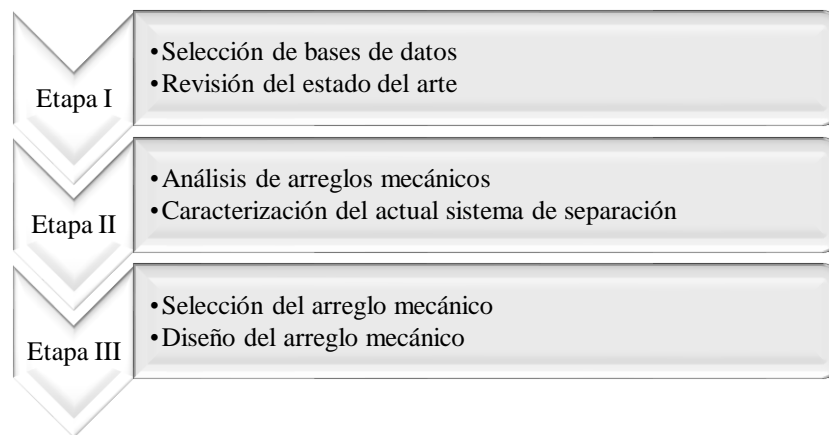 Etapa I
•Selección de bases de datos
•Revisión del estado del arte
Etapa II
•Análisis de arreglos mecánicos
•Caracterización del actual sistema de separación
Etapa III
•Selección del arreglo mecánico
•Diseño del arreglo mecánico